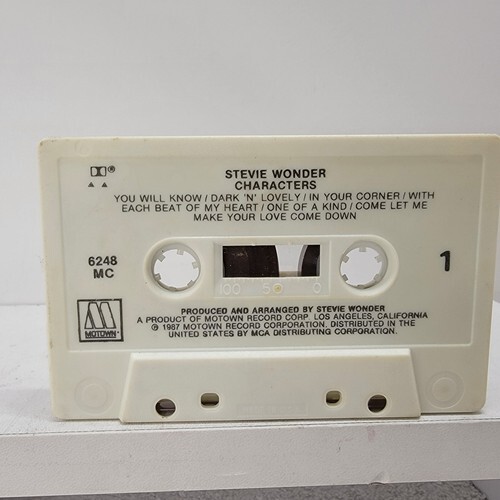 STEVIE WONDER
CHARACTERS
YOU WILL KNOW / DARK 'N' LOVELY / IN YOUR CORNER / WITH
EACH BEAT OF MY HEART / ONE OF A KIND / COME LET ME
MAKE YOUR LOVE COME DOWN
6248
MC
1
100 50 0
MOTOWN®
PRODUCED AND ARRANGED BY STEVIE WONDER
A PRODUCT OF MOTOWN RECORD CORP. LOS ANGELES, CALIFORNIA
℗ 1987 MOTOWN RECORD CORPORATION. DISTRIBUTED IN THE
UNITED STATES BY MCA DISTRIBUTING CORPORATION.